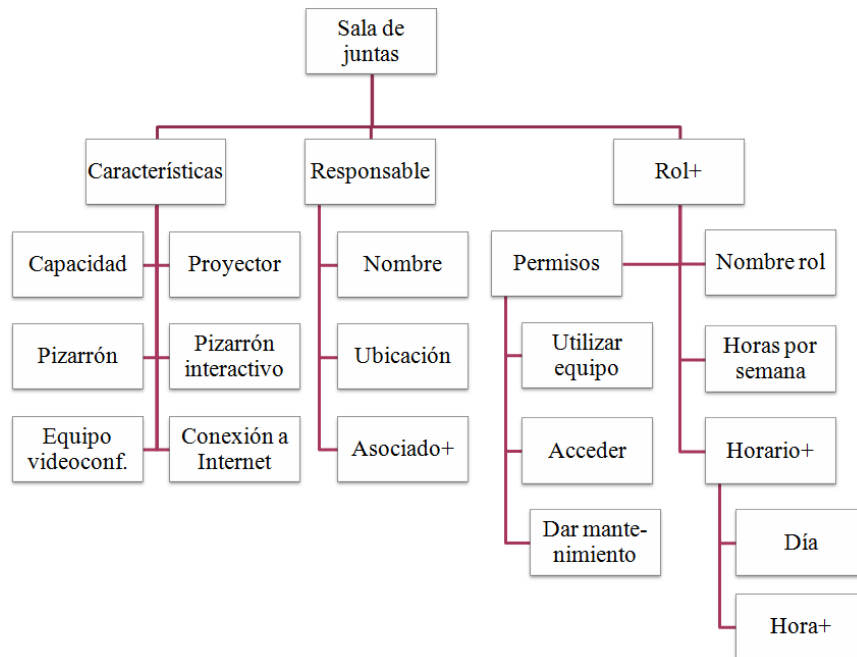 Sala de
juntas
Características
Responsable
Rol+
Capacidad
Proyector
Nombre
Permisos
Nombre rol
Pizarrón
Pizarrón
interactivo
Ubicación
Utilizar
equipo
Horas por
semana
Equipo
videoconf.
Conexión a
Internet
Asociado+
Acceder
Horario+
Dar mante-
nimiento
Día
Hora+